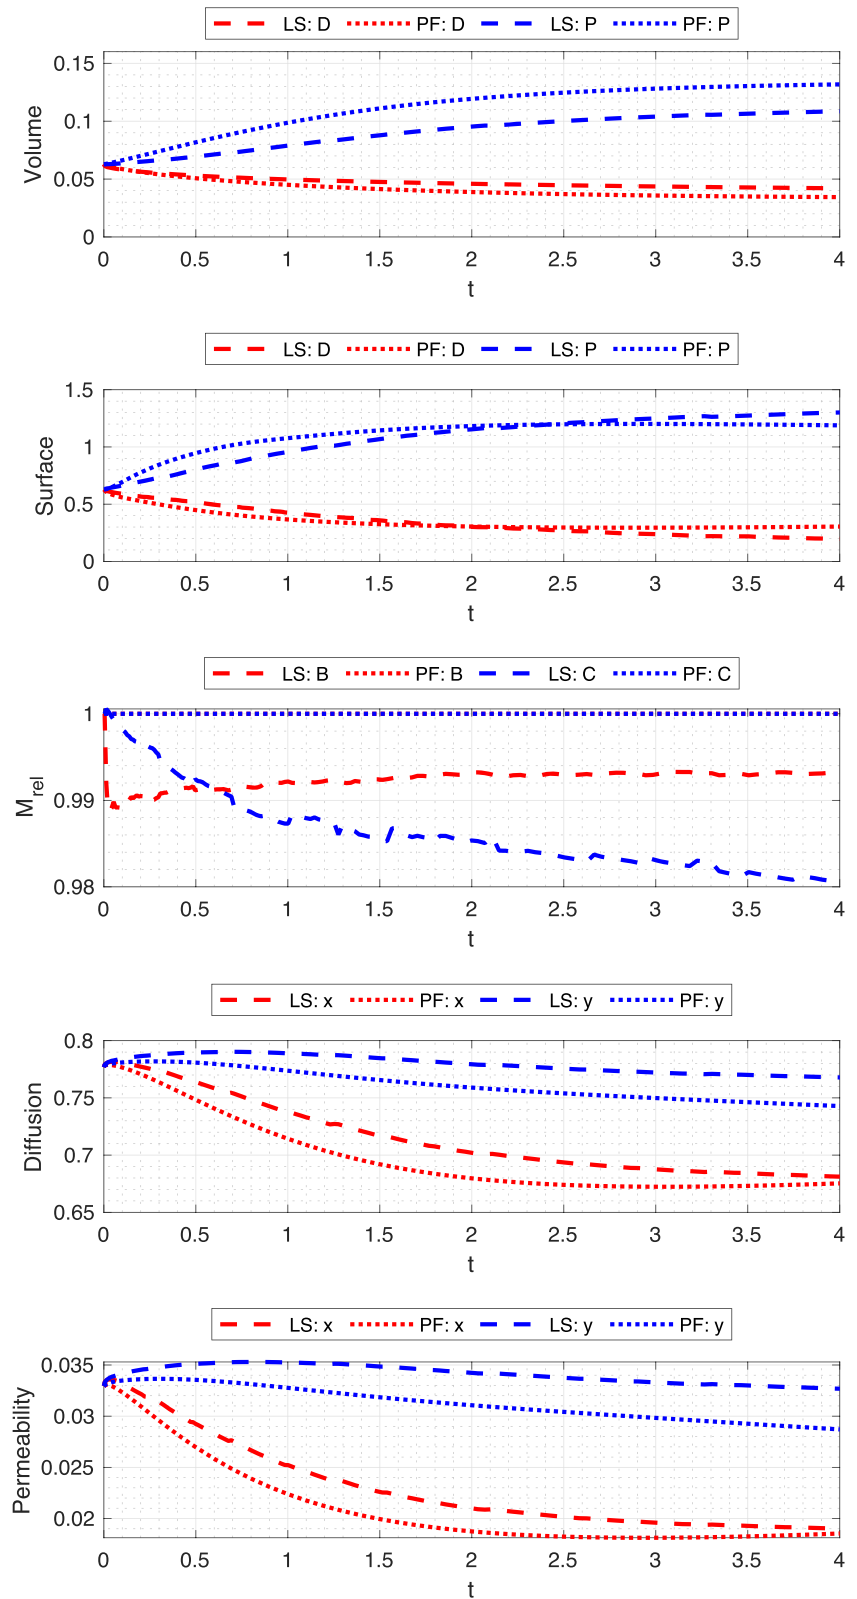 LS: D PF: D LS: P PF: P
0.15
0.1
0.05
0
Volume
0 0.5 1 1.5 2 2.5 3 3.5 4
t
LS: D PF: D LS: P PF: P
1.5
1
0.5
0
Surface
0 0.5 1 1.5 2 2.5 3 3.5 4
t
LS: B PF: B LS: C PF: C
1
0.99
0.98
M_rel
0 0.5 1 1.5 2 2.5 3 3.5 4
t
LS: x PF: x LS: y PF: y
0.8
0.75
0.7
0.65
Diffusion
0 0.5 1 1.5 2 2.5 3 3.5 4
t
LS: x PF: x LS: y PF: y
0.035
0.03
0.025
0.02
Permeability
0 0.5 1 1.5 2 2.5 3 3.5 4
t